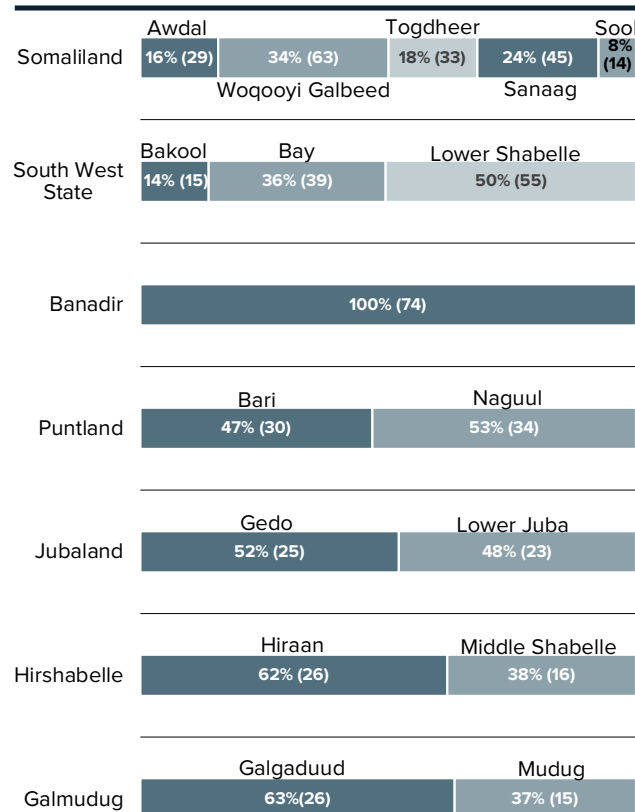 Awdal Togdheer Sool
Somaliland 16% (29) 34% (63) 18% (33) 24% (45) 8% (14)
Woqooyi Galbeed Sanaag
Bakool Bay Lower Shabelle
South West State 14% (15) 36% (39) 50% (55)
Banadir 100% (74)
Bari Naguul
Puntland 47% (30) 53% (34)
Gedo Lower Juba
Jubaland 52% (25) 48% (23)
Hiraan Middle Shabelle
Hirshabelle 62% (26) 38% (16)
Galgaduud Mudug
Galmudug 63%(26) 37% (15)